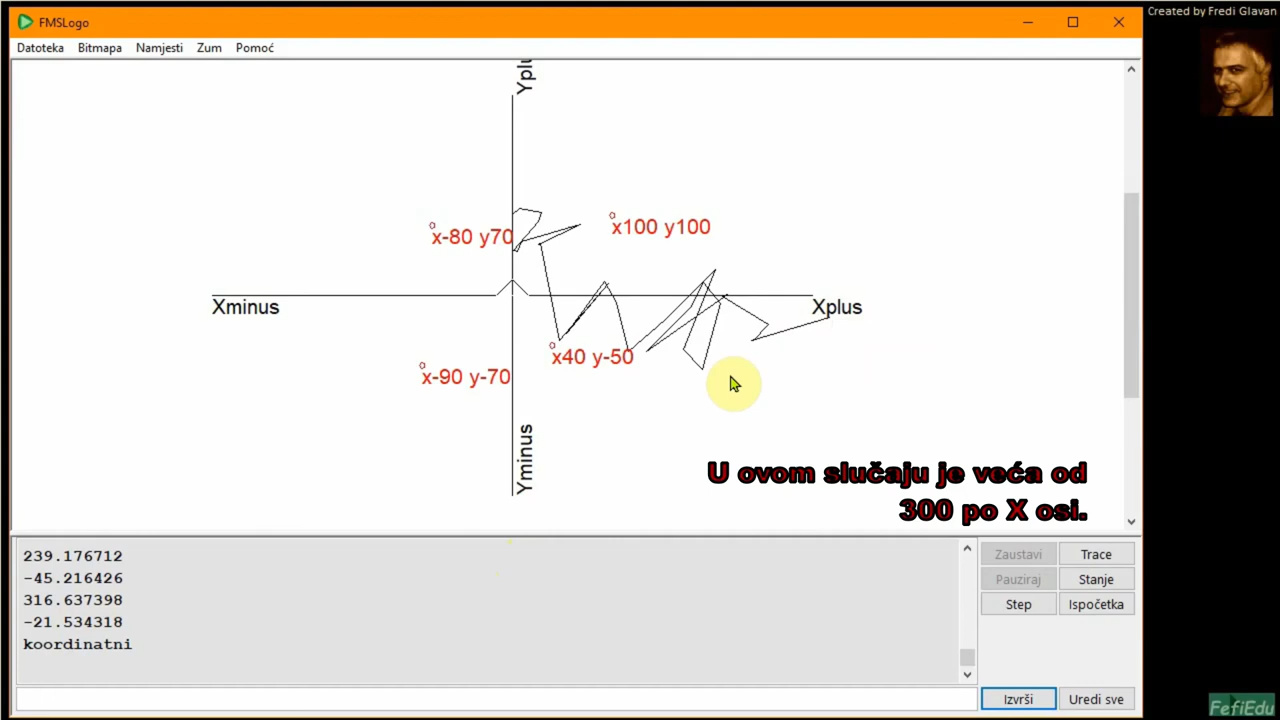 FMSLogo
Created by Fredi Glavan
Datoteka Bitmapa Namjesti Zum Pomoć
x-80 y70
x100 y100
Xminus
Xplus
x40 y-50
x-90 y-70
Yminus
U ovom slučaju je veća od
300 po X osi.
239.176712
-45.216426
316.637398
-21.534318
koordinatni
Zaustavi Trace
Pauziraj Stanje
Step Ispočetka
Izvrši Uredi sve
FefiEdu